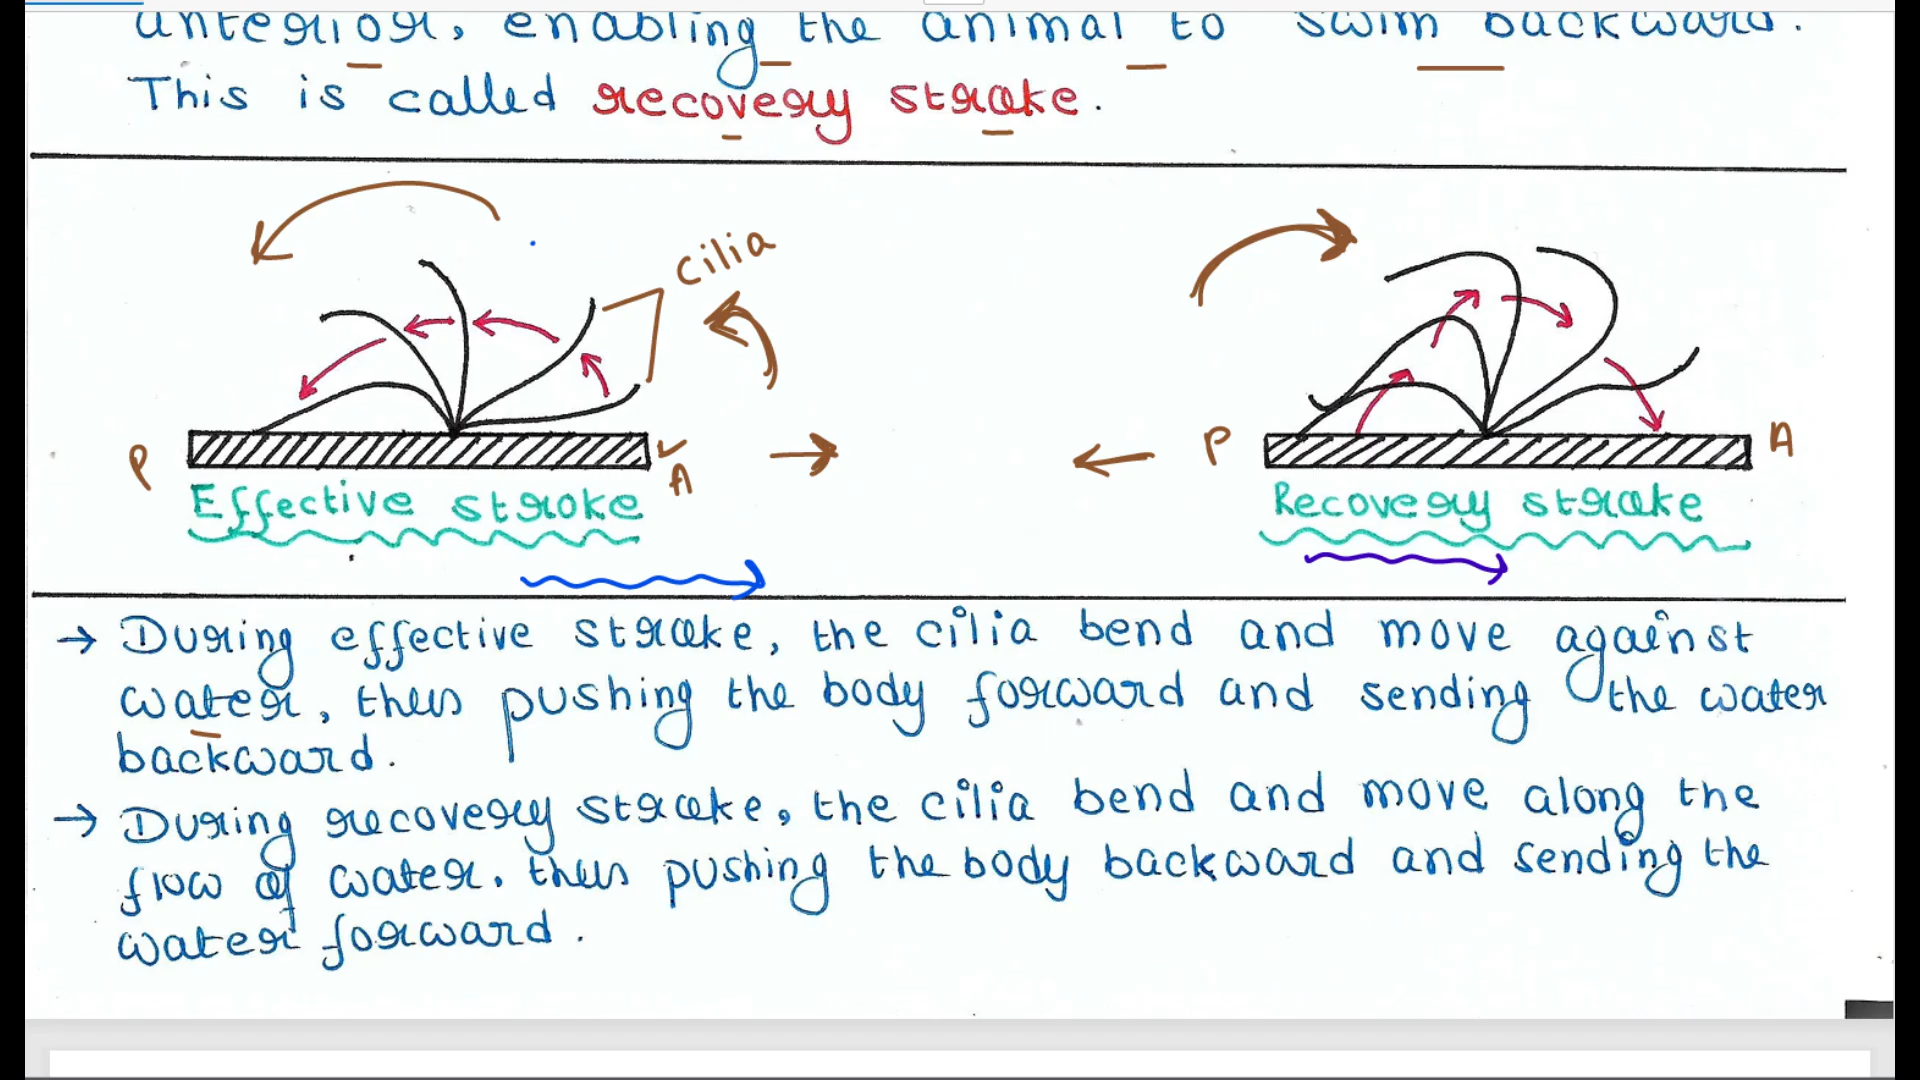 anterior, enabling the animal to swim backward.
This is called recovery stroke.
cilia
P
A
Effective stroke
P
A
Recovery stroke
→ During effective stroke, the cilia bend and move against
water, thus pushing the body forward and sending the water
backward.
→ During recovery stroke, the cilia bend and move along the
flow of water, thus pushing the body backward and sending the
water forward.